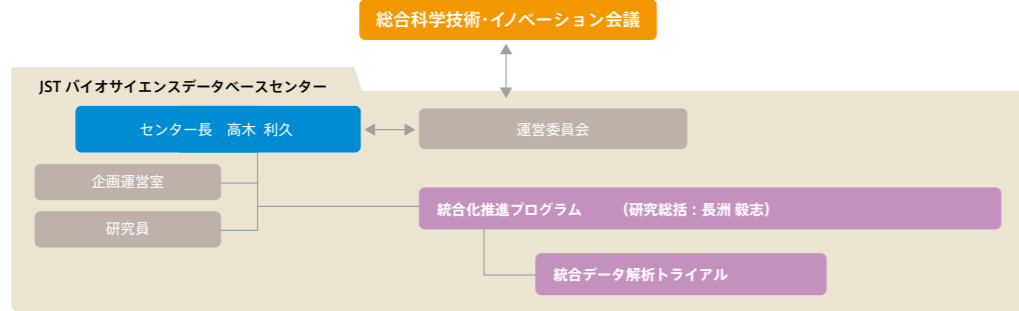 総合科学技術・イノベーション会議
JST バイオサイエンスデータベースセンター
センター長　高木 利久
運営委員会
企画運営室
研究員
統合化推進プログラム　　（研究総括：長洲 毅志）
統合データ解析トライアル